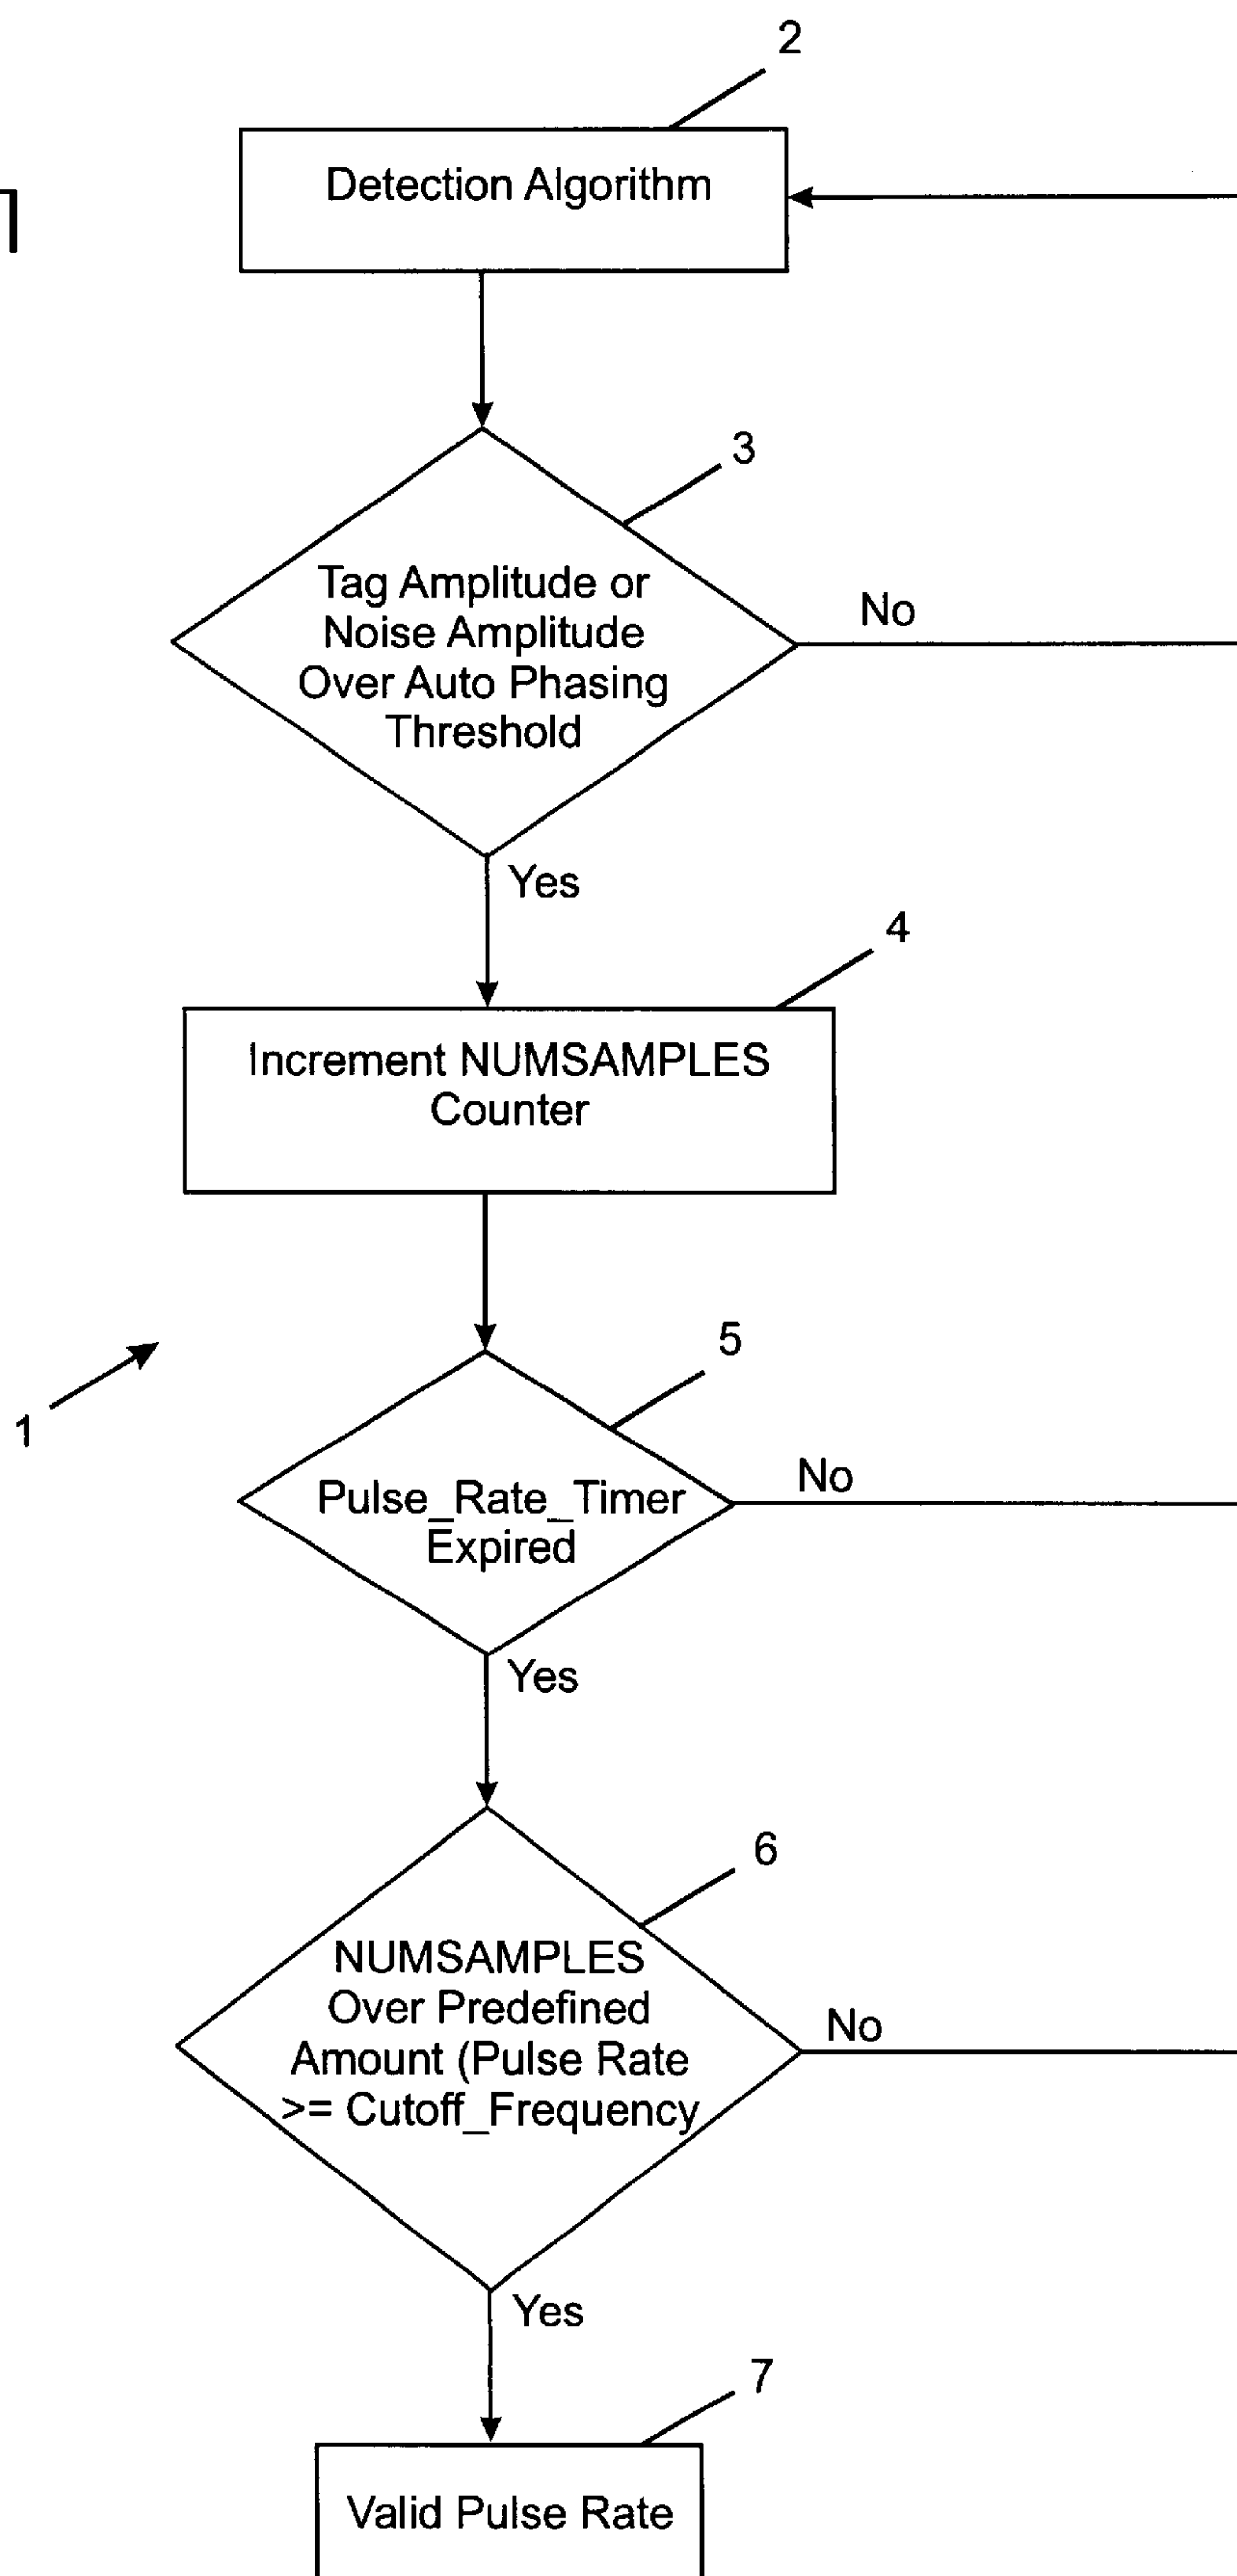 2
Detection Algorithm
3
Tag Amplitude or
Noise Amplitude
Over Auto Phasing
Threshold
No
Yes
4
Increment NUMSAMPLES
Counter
1
5
Pulse_Rate_Timer
Expired
No
Yes
6
NUMSAMPLES
Over Predefined
Amount (Pulse Rate
>= Cutoff_Frequency
No
Yes
7
Valid Pulse Rate